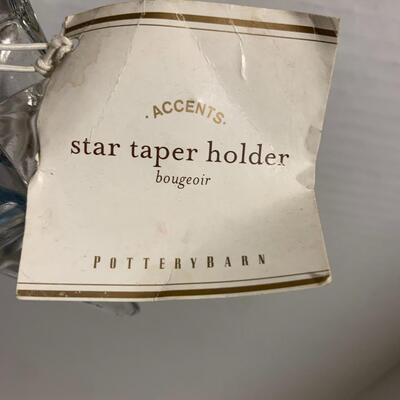 · ACCENTS ·
star taper holder
bougeoir
POTTERYBARN